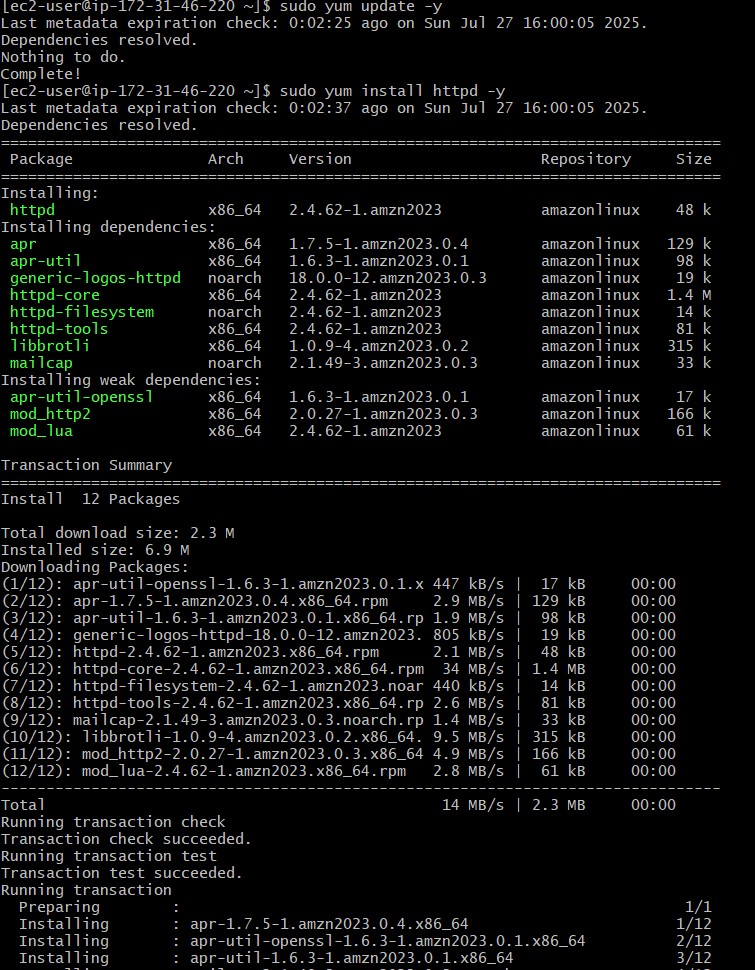 [ec2-user@ip-172-31-46-220 ~]$ sudo yum update -y
Last metadata expiration check: 0:02:25 ago on Sun Jul 27 16:00:05 2025.
Dependencies resolved.
Nothing to do.
Complete!
[ec2-user@ip-172-31-46-220 ~]$ sudo yum install httpd -y
Last metadata expiration check: 0:02:37 ago on Sun Jul 27 16:00:05 2025.
Dependencies resolved.
================================================================================
Package Arch Version Repository Size
================================================================================
Installing:
httpd x86_64 2.4.62-1.amzn2023 amazonlinux 48 k
Installing dependencies:
apr x86_64 1.7.5-1.amzn2023.0.4 amazonlinux 129 k
apr-util x86_64 1.6.3-1.amzn2023.0.1 amazonlinux 98 k
generic-logos-httpd noarch 18.0.0-12.amzn2023.0.3 amazonlinux 19 k
httpd-core x86_64 2.4.62-1.amzn2023 amazonlinux 1.4 M
httpd-filesystem noarch 2.4.62-1.amzn2023 amazonlinux 14 k
httpd-tools x86_64 2.4.62-1.amzn2023 amazonlinux 81 k
libbrotli x86_64 1.0.9-4.amzn2023.0.2 amazonlinux 315 k
mailcap noarch 2.1.49-3.amzn2023.0.3 amazonlinux 33 k
Installing weak dependencies:
apr-util-openssl x86_64 1.6.3-1.amzn2023.0.1 amazonlinux 17 k
mod_http2 x86_64 2.0.27-1.amzn2023.0.3 amazonlinux 166 k
mod_lua x86_64 2.4.62-1.amzn2023 amazonlinux 61 k
Transaction Summary
================================================================================
Install 12 Packages
Total download size: 2.3 M
Installed size: 6.9 M
Downloading Packages:
(1/12): apr-util-openssl-1.6.3-1.amzn2023.0.1.x 447 kB/s | 17 kB 00:00
(2/12): apr-1.7.5-1.amzn2023.0.4.x86_64.rpm 2.9 MB/s | 129 kB 00:00
(3/12): apr-util-1.6.3-1.amzn2023.0.1.x86_64.rp 1.9 MB/s | 98 kB 00:00
(4/12): generic-logos-httpd-18.0.0-12.amzn2023. 805 kB/s | 19 kB 00:00
(5/12): httpd-2.4.62-1.amzn2023.x86_64.rpm 2.1 MB/s | 48 kB 00:00
(6/12): httpd-core-2.4.62-1.amzn2023.x86_64.rpm 34 MB/s | 1.4 MB 00:00
(7/12): httpd-filesystem-2.4.62-1.amzn2023.noar 440 kB/s | 14 kB 00:00
(8/12): httpd-tools-2.4.62-1.amzn2023.x86_64.rp 2.6 MB/s | 81 kB 00:00
(9/12): mailcap-2.1.49-3.amzn2023.0.3.noarch.rp 1.4 MB/s | 33 kB 00:00
(10/12): libbrotli-1.0.9-4.amzn2023.0.2.x86_64. 9.5 MB/s | 315 kB 00:00
(11/12): mod_http2-2.0.27-1.amzn2023.0.3.x86_64 4.9 MB/s | 166 kB 00:00
(12/12): mod_lua-2.4.62-1.amzn2023.x86_64.rpm 2.8 MB/s | 61 kB 00:00
--------------------------------------------------------------------------------
Total 14 MB/s | 2.3 MB 00:00
Running transaction check
Transaction check succeeded.
Running transaction test
Transaction test succeeded.
Running transaction
Preparing : 1/1
Installing : apr-1.7.5-1.amzn2023.0.4.x86_64 1/12
Installing : apr-util-openssl-1.6.3-1.amzn2023.0.1.x86_64 2/12
Installing : apr-util-1.6.3-1.amzn2023.0.1.x86_64 3/12